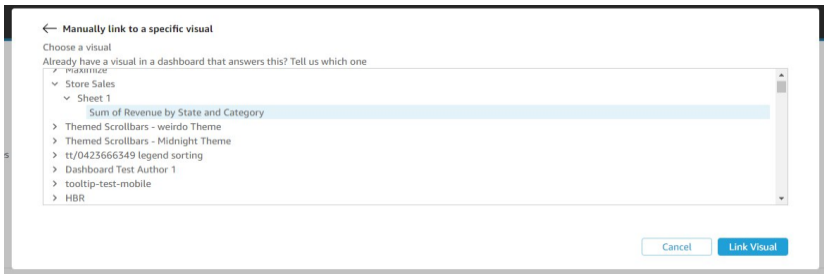 Manually link to a specific visual
Choose a visual
Already have a visual in a dashboard that answers this? Tell us which one
Maximize
Store Sales
Sheet 1
Sum of Revenue by State and Category
Themed Scrollbars - weirdo Theme
Themed Scrollbars - Midnight Theme
tt/0423666349 legend sorting
Dashboard Test Author 1
tooltip-test-mobile
HBR
Cancel Link Visual